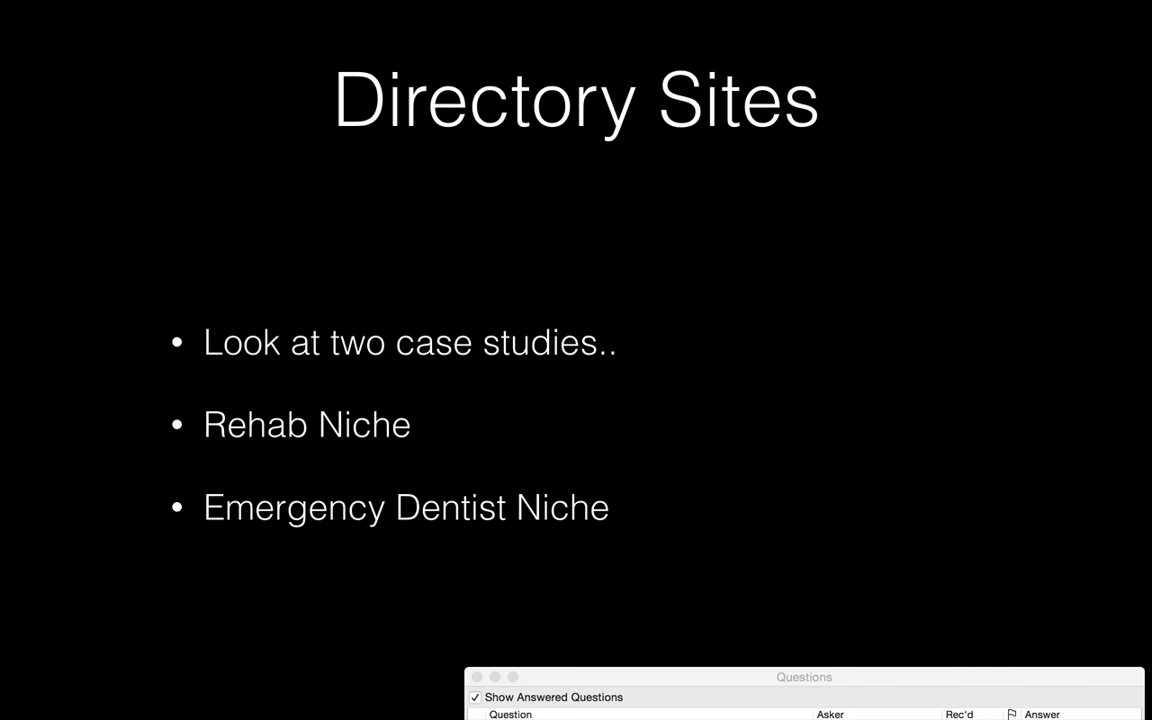 Directory Sites
• Look at two case studies..
• Rehab Niche
• Emergency Dentist Niche
Questions
Show Answered Questions
Question Asker Rec'd Answer